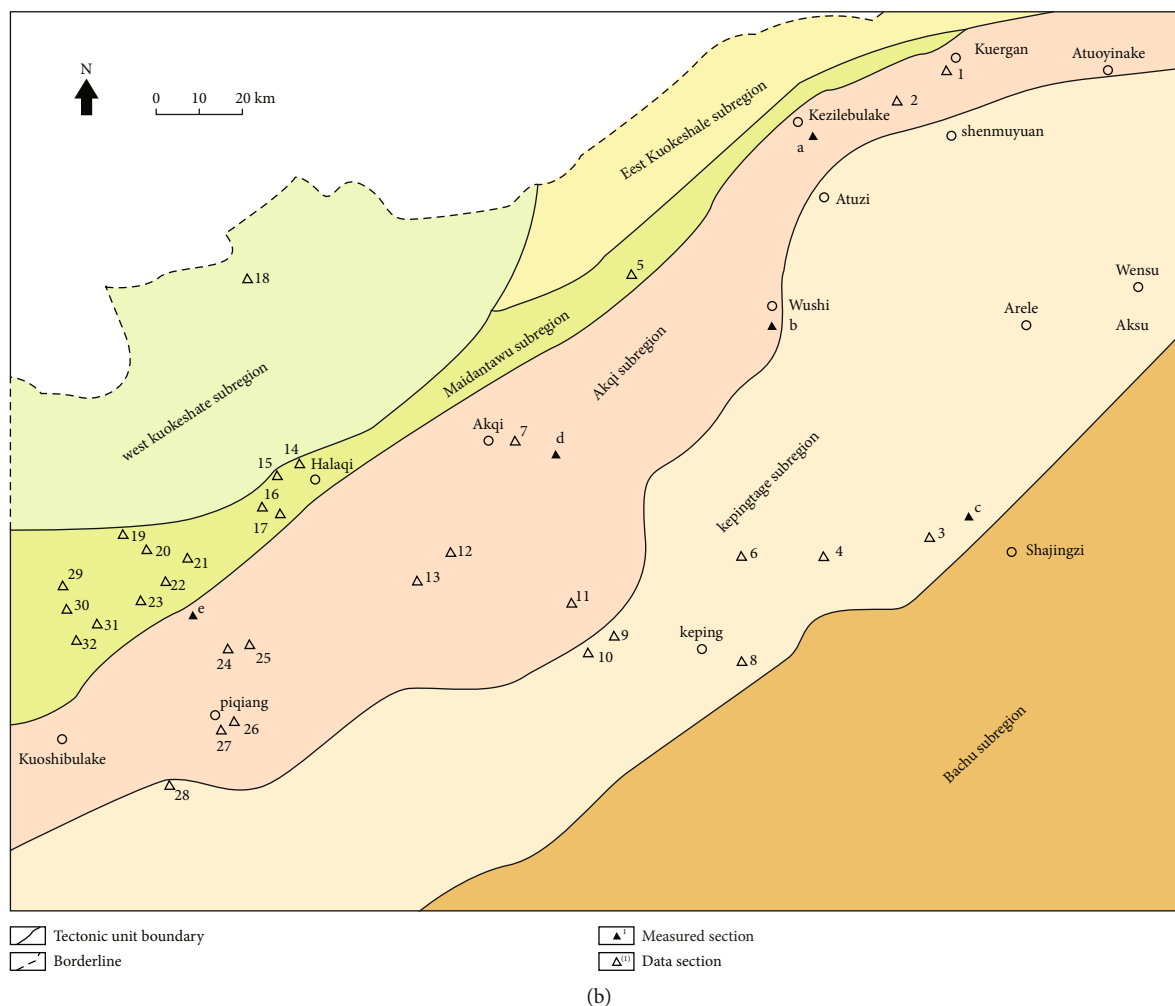 N
0 10 20 km
Kuergan
1
Atuoyinake
2
Kezilebulake
a
shenmuyuan
Eest Kuokeshale subregion
Atuzi
5
18
Wensu
Wushi
b
Arele
Aksu
Maidantawu subregion
Akqi subregion
west kuokeshate subregion
Akqi
7
d
14
15
Halaqi
16
17
kepingtage subregion
c
3
Shajingzi
6
4
19
20
21
12
13
29
22
30
23
e
11
31
32
9
10
keping
8
24
25
piqiang
26
27
Kuoshibulake
28
Bachu subregion
Tectonic unit boundary
Borderline
1 Measured section
(1) Data section
(b)